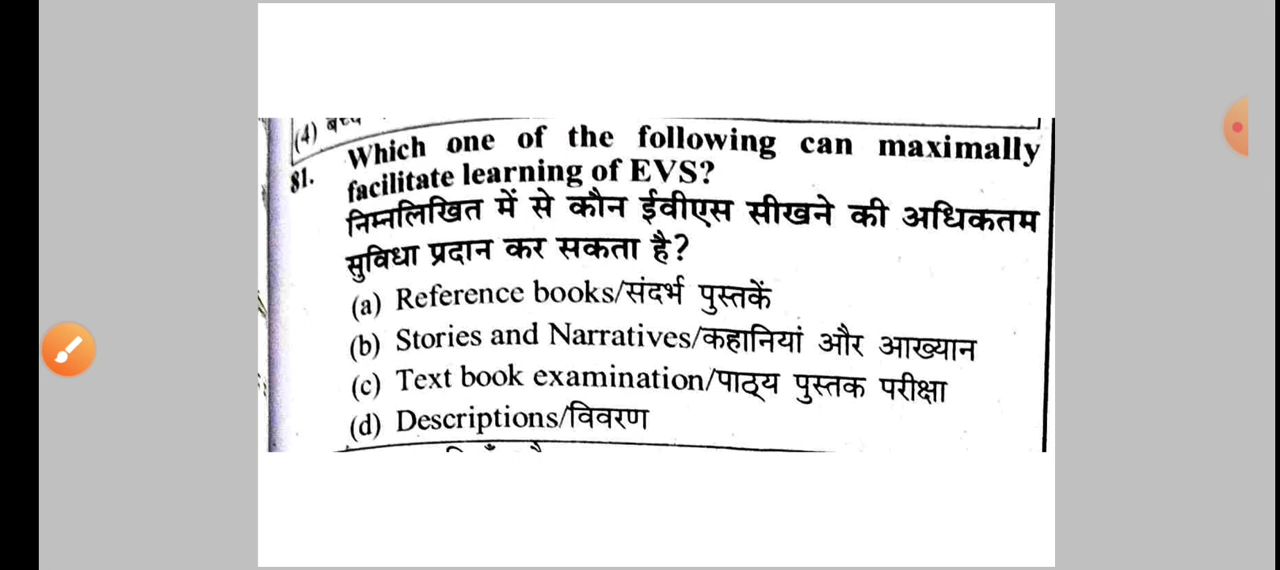 (4)
81. Which one of the following can maximally
facilitate learning of EVS?
निम्नलिखित में से कौन ईवीएस सीखने की अधिकतम
सुविधा प्रदान कर सकता है?
(a) Reference books/संदर्भ पुस्तकें
(b) Stories and Narratives/कहानियां और आख्यान
(c) Text book examination/पाठ्य पुस्तक परीक्षा
(d) Descriptions/विवरण